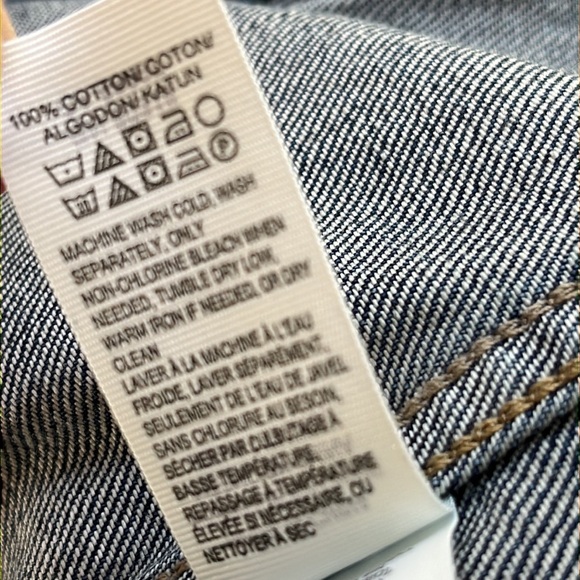 100% COTTON/ COTON/
ALGODON/ KATUN
P
MACHINE WASH COLD, WASH
SEPARATELY, ONLY
NON-CHLORINE BLEACH WHEN
NEEDED, TUMBLE DRY LOW,
WARM IRON IF NEEDED, OR DRY
CLEAN
LAVER À LA MACHINE À L'EAU
FROIDE, LAVER SÉPARÉMENT,
SEULEMENT DE L'EAU DE JAVEL
SANS CHLORURE AU BESOIN,
SÉCHER PAR CULBUTAGE À
BASSE TEMPÉRATURE,
REPASSAGE À TEMPÉRATURE
ÉLEVÉE SI NÉCESSAIRE, OU
NETTOYER À SEC